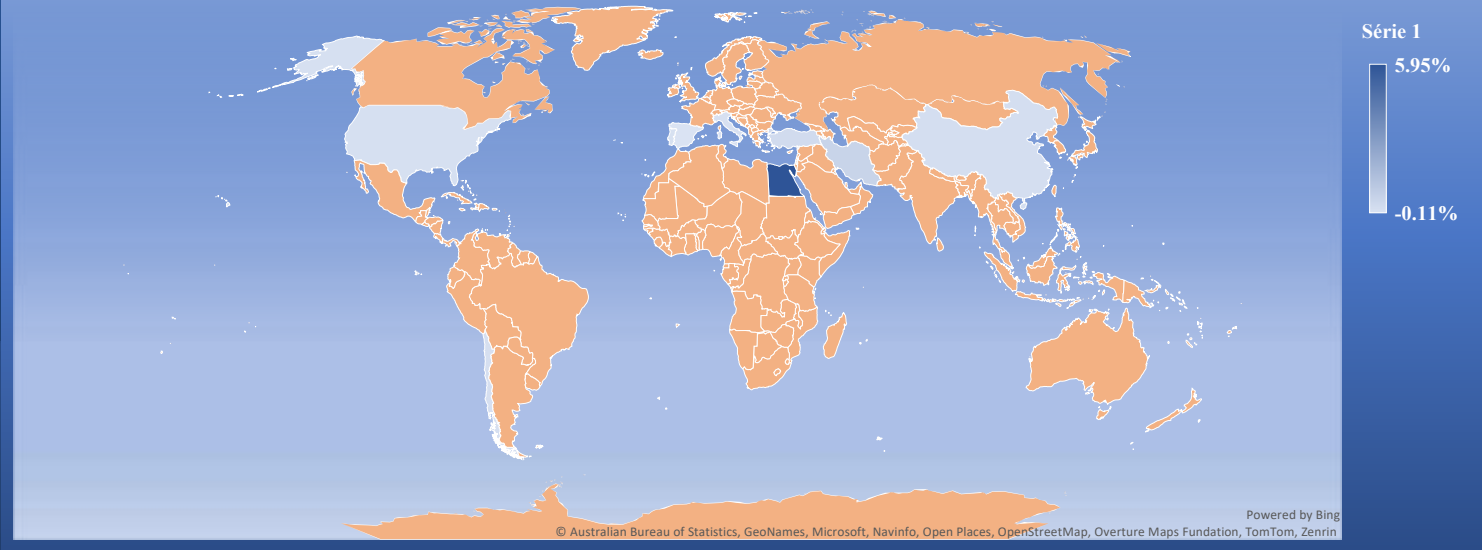 Série 1
5.95%
-0.11%
Powered by Bing
© Australian Bureau of Statistics, GeoNames, Microsoft, Navinfo, Open Places, OpenStreetMap, Overture Maps Fundation, TomTom, Zenrin